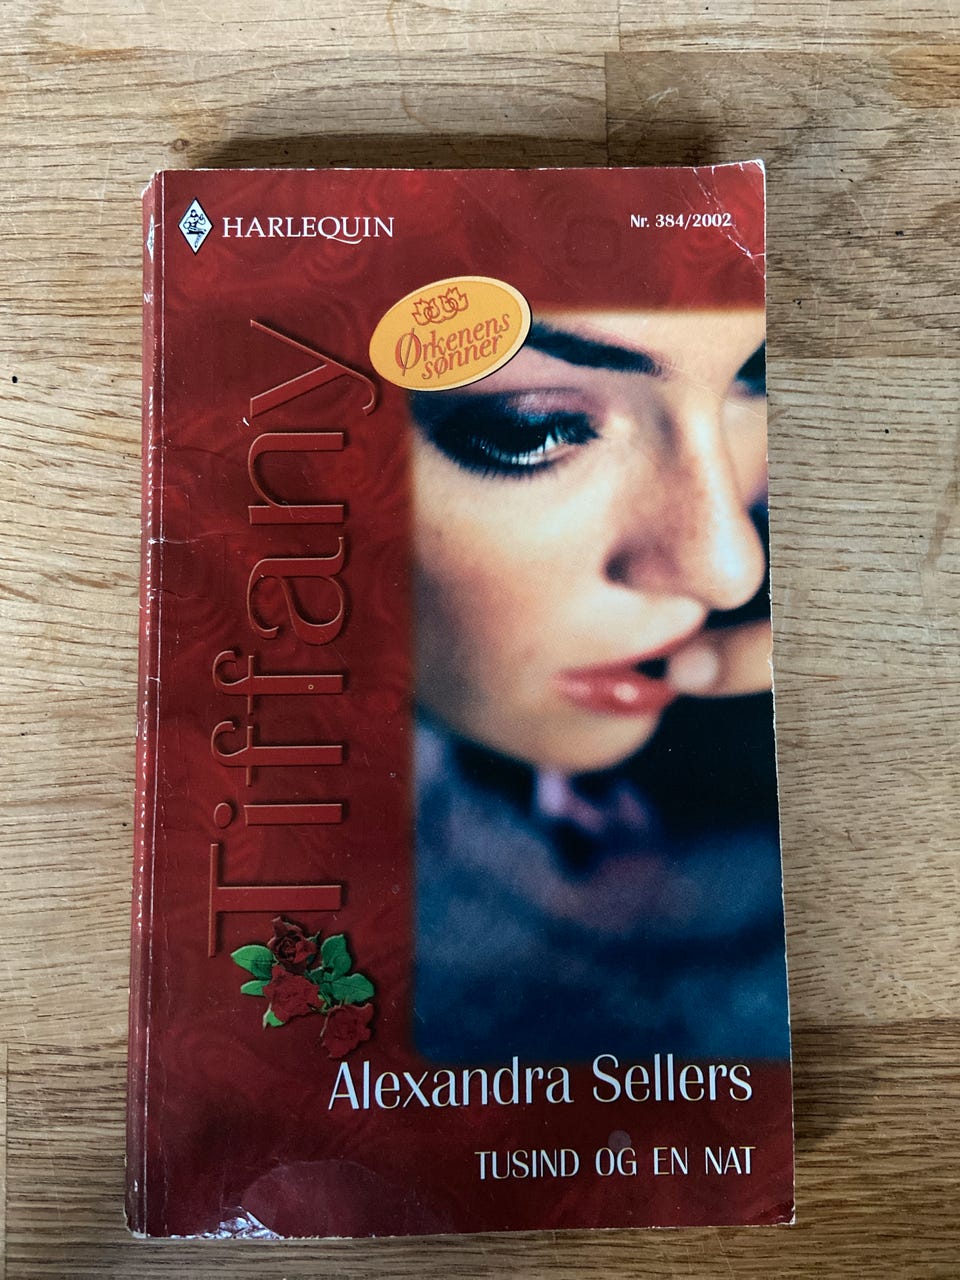 HARLEQUIN
Nr. 384/2002
Ørkenens
sønner
Tiffany
Alexandra Sellers
TUSIND OG EN NAT